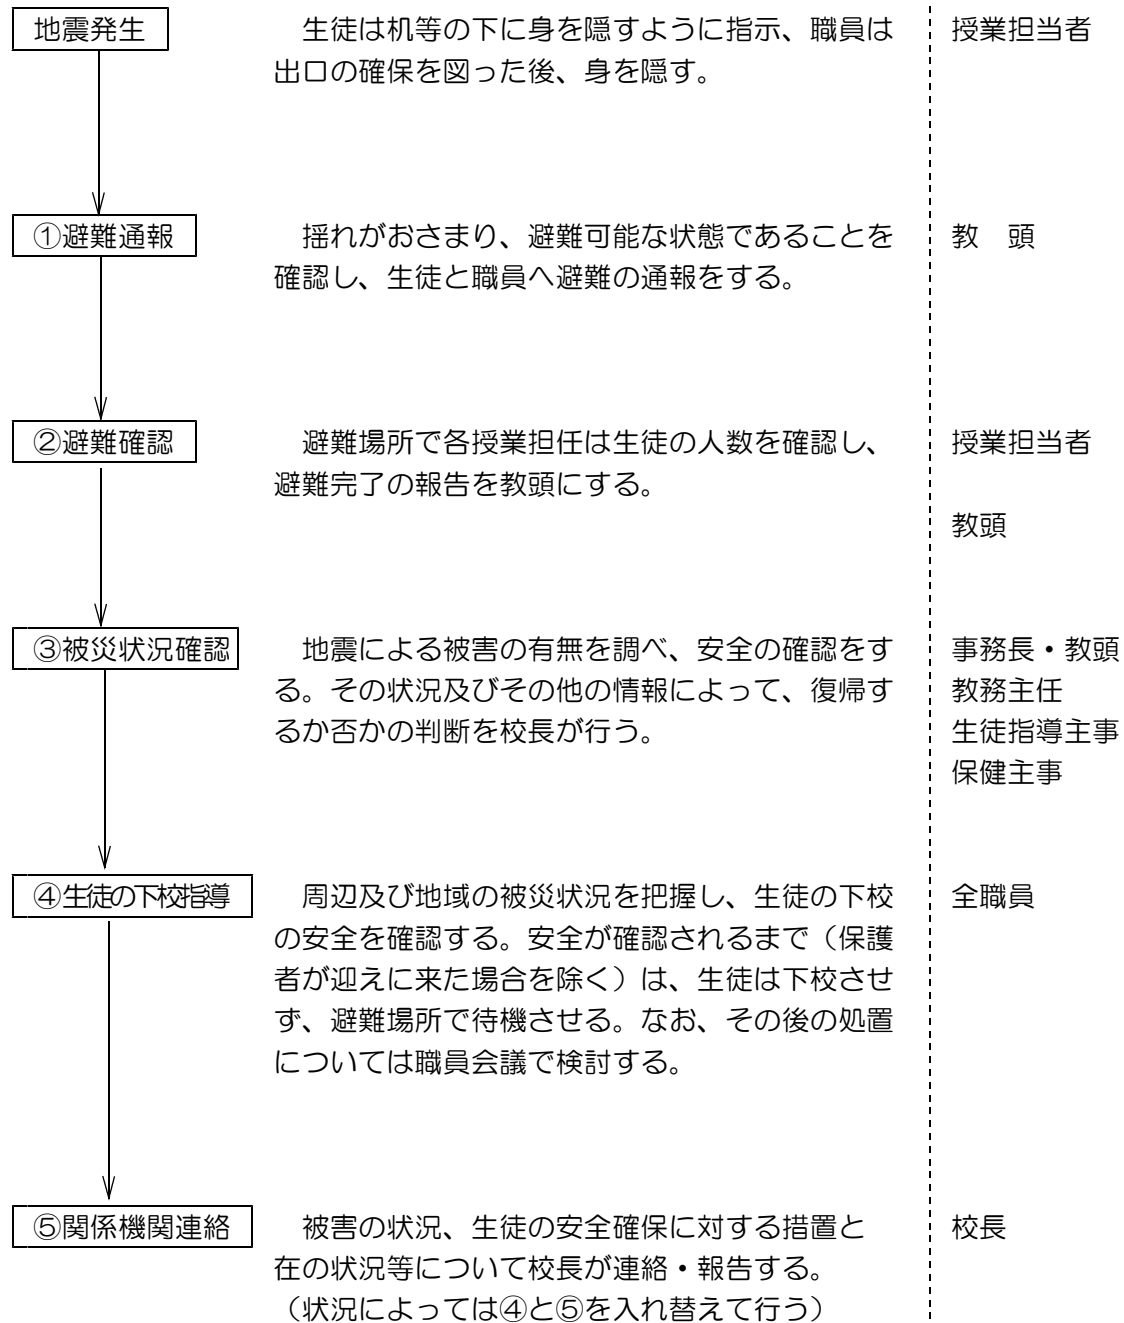 地震発生
　生徒は机等の下に身を隠すように指示、職員は
出口の確保を図った後、身を隠す。
授業担当者
①避難通報
　揺れがおさまり、避難可能な状態であることを
確認し、生徒と職員へ避難の通報をする。
教　頭
②避難確認
　避難場所で各授業担任は生徒の人数を確認し、
避難完了の報告を教頭にする。
授業担当者
教頭
③被災状況確認
　地震による被害の有無を調べ、安全の確認をす
る。その状況及びその他の情報によって、復帰す
るか否かの判断を校長が行う。
事務長・教頭
教務主任
生徒指導主事
保健主事
④生徒の下校指導
　周辺及び地域の被災状況を把握し、生徒の下校
の安全を確認する。安全が確認されるまで（保護
者が迎えに来た場合を除く）は、生徒は下校させ
ず、避難場所で待機させる。なお、その後の処置
については職員会議で検討する。
全職員
⑤関係機関連絡
　被害の状況、生徒の安全確保に対する措置と
在の状況等について校長が連絡・報告する。
（状況によっては④と⑤を入れ替えて行う）
校長